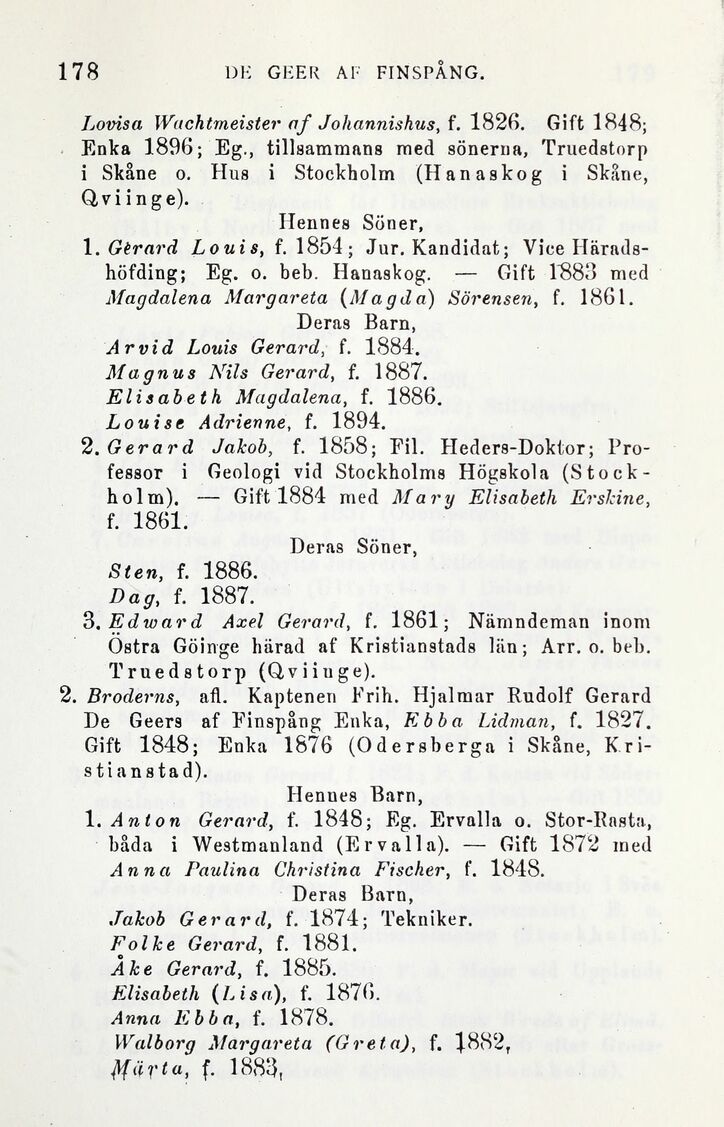 178 DE GEER AF FINSPÅNG.
Lovisa Wachtmeister af Johannishus, f. 1826. Gift 1848;
Enka 1896; Eg., tillsammans med sönerna, Truedstorp
i Skåne o. Hus i Stockholm (Hanaskog i Skåne,
Qviinge).
Hennes Söner,
1. Gérard Louis, f. 1854; Jur. Kandidat; Vice Härads-
höfding; Eg. o. beb. Hanaskog. — Gift 1883 med
Magdalena Margareta (Magda) Sörensen, f. 1861.
Deras Barn,
Arvid Louis Gerard, f. 1884.
Magnus Nils Gerard, f. 1887.
Elisabeth Magdalena, f. 1886.
Louise Adrienne, f. 1894.
2. Gerard Jakob, f. 1858; Fil. Heders-Doktor; Pro-
fessor i Geologi vid Stockholms Högskola (Stock-
holm). — Gift 1884 med Mary Elisabeth Erskine,
f. 1861.
Deras Söner,
Sten, f. 1886.
Dag, f. 1887.
3. Edward Axel Gerard, f. 1861; Nämndeman inom
Östra Göinge härad af Kristianstads län; Arr. o. beb.
Truedstorp (Qviinge).
2. Broderns, afl. Kaptenen Frih. Hjalmar Rudolf Gerard
De Geers af Finspång Enka, Ebba Lidman, f. 1827.
Gift 1848; Enka 1876 (Odersberga i Skåne, Kri-
stianstad).
Hennes Barn,
1. Anton Gerard, f. 1848; Eg. Ervalla o. Stor-Rasta,
båda i Westmanland (Ervalla). — Gift 1872 med
Anna Paulina Christina Fischer, f. 1848.
Deras Barn,
Jakob Gerard, f. 1874; Tekniker.
Folke Gerard, f. 1881.
Åke Gerard, f. 1885.
Elisabeth (Lisa), f. 1876.
Anna Ebba, f. 1878.
Walborg Margareta (Greta), f. 1882,
Märta, f. 1883,